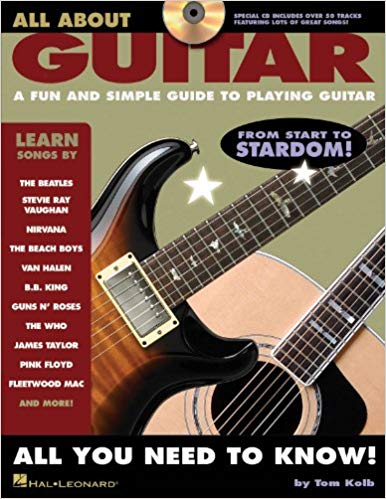 ALL ABOUT
SPECIAL CD INCLUDES OVER 50 TRACKS
FEATURING LOTS OF GREAT SONGS!
GUITAR
A FUN AND SIMPLE GUIDE TO PLAYING GUITAR
FROM START TO
STARDOM!
LEARN
SONGS BY
THE BEATLES
STEVIE RAY
VAUGHAN
NIRVANA
THE BEACH BOYS
VAN HALEN
B.B. KING
GUNS N' ROSES
THE WHO
JAMES TAYLOR
PINK FLOYD
FLEETWOOD MAC
AND MORE!
ALL YOU NEED TO KNOW!
HAL•LEONARD
by Tom Kolb